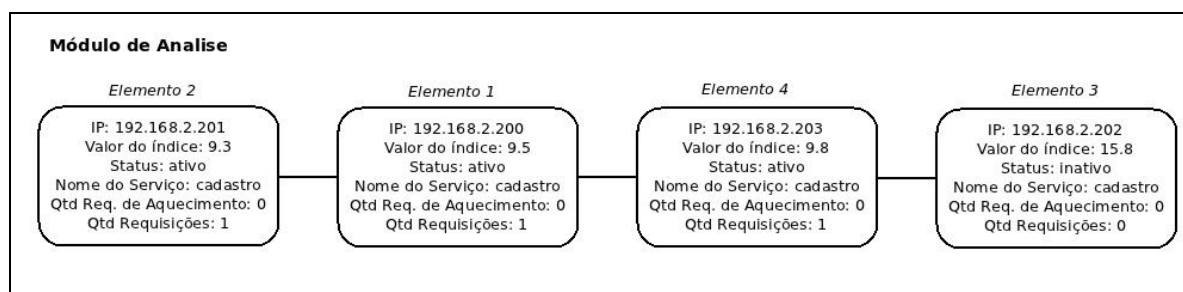 Módulo de Analise
Elemento 2
IP: 192.168.2.201
Valor do índice: 9.3
Status: ativo
Nome do Serviço: cadastro
Qtd Req. de Aquecimento: 0
Qtd Requisições: 1
Elemento 1
IP: 192.168.2.200
Valor do índice: 9.5
Status: ativo
Nome do Serviço: cadastro
Qtd Req. de Aquecimento: 0
Qtd Requisições: 1
Elemento 4
IP: 192.168.2.203
Valor do índice: 9.8
Status: ativo
Nome do Serviço: cadastro
Qtd Req. de Aquecimento: 0
Qtd Requisições: 1
Elemento 3
IP: 192.168.2.202
Valor do índice: 15.8
Status: inativo
Nome do Serviço: cadastro
Qtd Req. de Aquecimento: 0
Qtd Requisições: 0